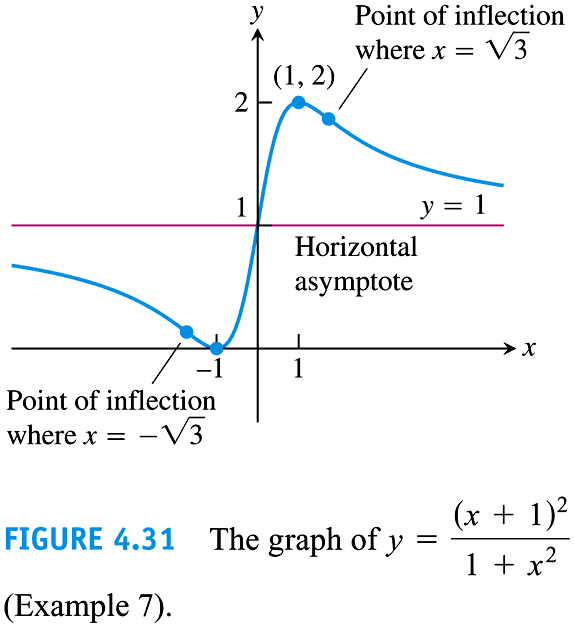 y
Point of inflection
where x = √3
(1, 2)
2
1
y = 1
Horizontal
asymptote
x
−1
1
Point of inflection
where x = −√3
FIGURE 4.31 The graph of y = (x + 1)² / 1 + x²
(Example 7).